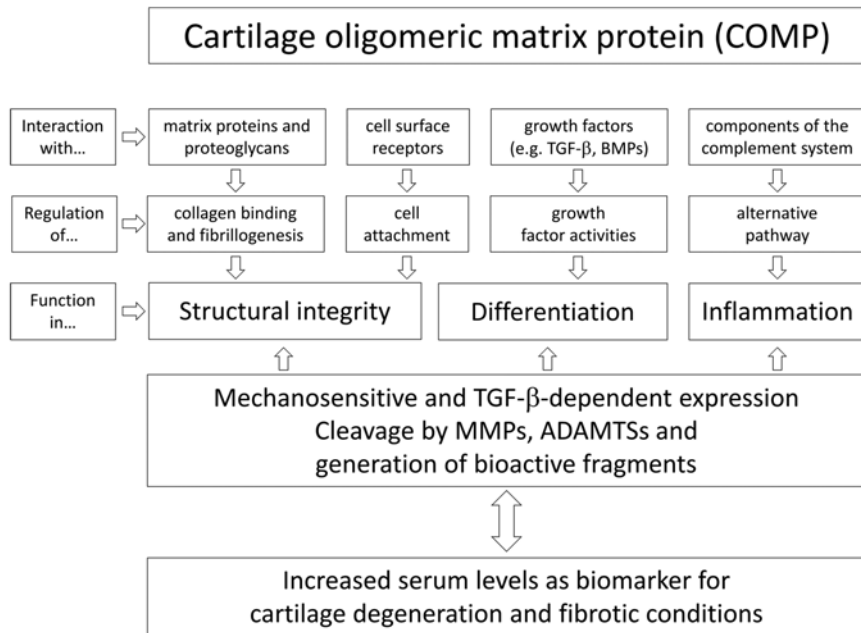 Cartilage oligomeric matrix protein (COMP)
Interaction
with...
matrix proteins and
proteoglycans
cell surface
receptors
growth factors
(e.g. TGF-β, BMPs)
components of the
complement system
Regulation
of...
collagen binding
and fibrillogenesis
cell
attachment
growth
factor activities
alternative
pathway
Function
in...
Structural integrity
Differentiation
Inflammation
Mechanosensitive and TGF-β-dependent expression
Cleavage by MMPs, ADAMTSs and
generation of bioactive fragments
Increased serum levels as biomarker for
cartilage degeneration and fibrotic conditions